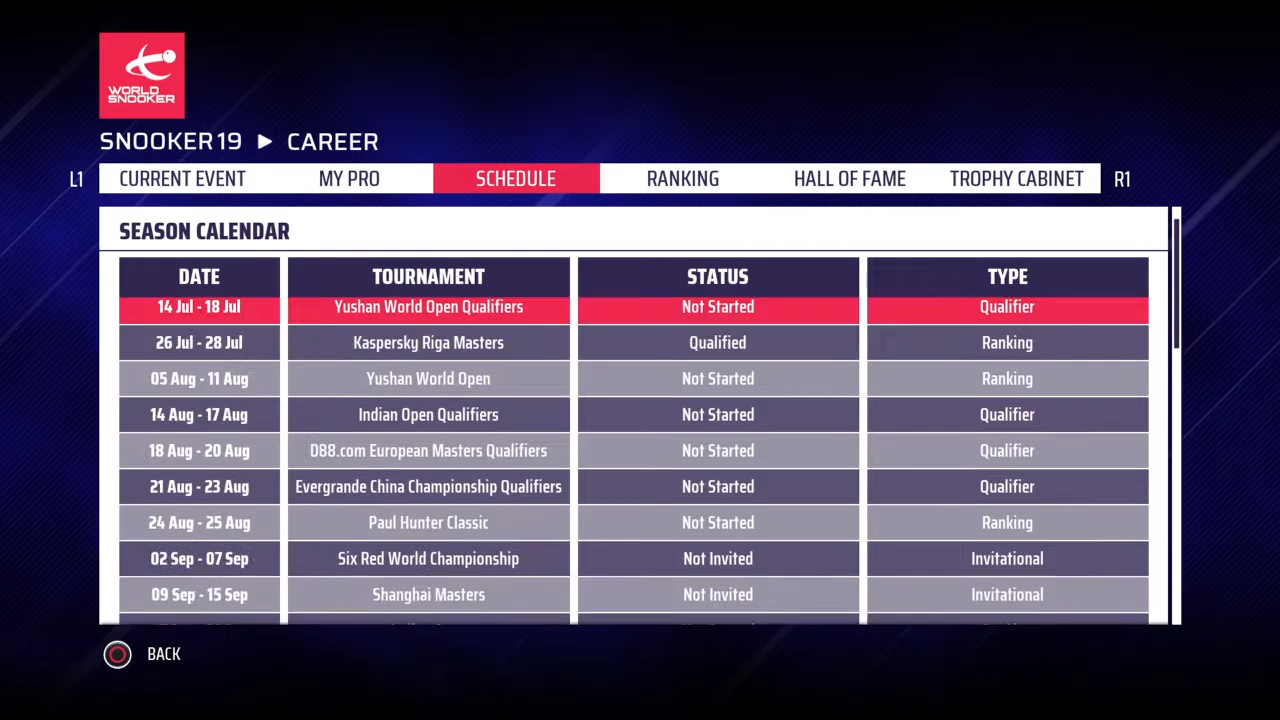 WORLD
SNOOKER
SNOOKER 19 ▶ CAREER
L1 CURRENT EVENT MY PRO SCHEDULE RANKING HALL OF FAME TROPHY CABINET R1
SEASON CALENDAR
DATE TOURNAMENT STATUS TYPE
14 Jul - 18 Jul Yushan World Open Qualifiers Not Started Qualifier
26 Jul - 28 Jul Kaspersky Riga Masters Qualified Ranking
05 Aug - 11 Aug Yushan World Open Not Started Ranking
14 Aug - 17 Aug Indian Open Qualifiers Not Started Qualifier
18 Aug - 20 Aug D88.com European Masters Qualifiers Not Started Qualifier
21 Aug - 23 Aug Evergrande China Championship Qualifiers Not Started Qualifier
24 Aug - 25 Aug Paul Hunter Classic Not Started Ranking
02 Sep - 07 Sep Six Red World Championship Not Invited Invitational
09 Sep - 15 Sep Shanghai Masters Not Invited Invitational
BACK